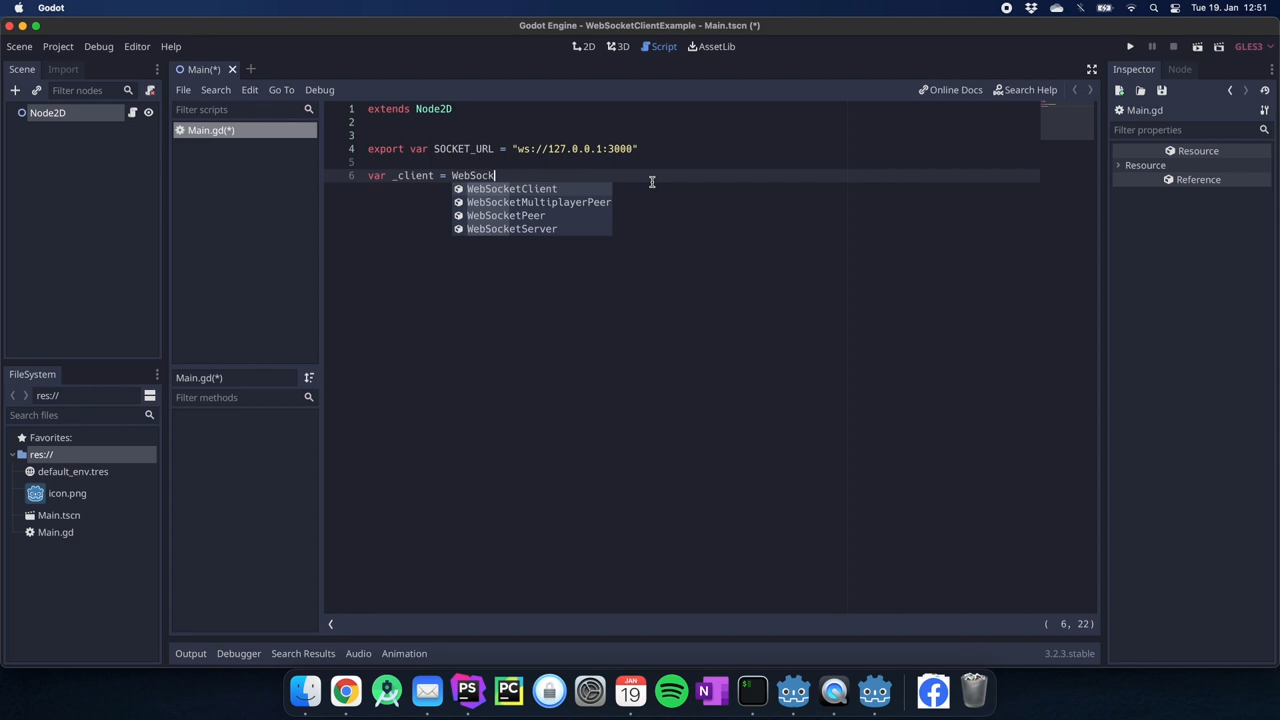 Godot
Tue 19. Jan 12:51
Godot Engine - WebSocketClientExample - Main.tscn (*)
Scene Project Debug Editor Help
2D 3D Script AssetLib
GLES3
Scene Import
Main(*)
Inspector Node
Filter nodes
File Search Edit Go To Debug
Online Docs Search Help
Node2D
Filter scripts
Main.gd(*)
Main.gd
Filter properties
Resource
Resource
Reference
1 extends Node2D
2
3
4 export var SOCKET_URL = "ws://127.0.0.1:3000"
5
6 var _client = WebSock
WebSocketClient
WebSocketMultiplayerPeer
WebSocketPeer
WebSocketServer
FileSystem
res://
Search files
Favorites:
res://
default_env.tres
icon.png
Main.tscn
Main.gd
Main.gd(*)
Filter methods
( 6, 22)
Output Debugger Search Results Audio Animation
3.2.3.stable
PS
PC
JAN
19
N